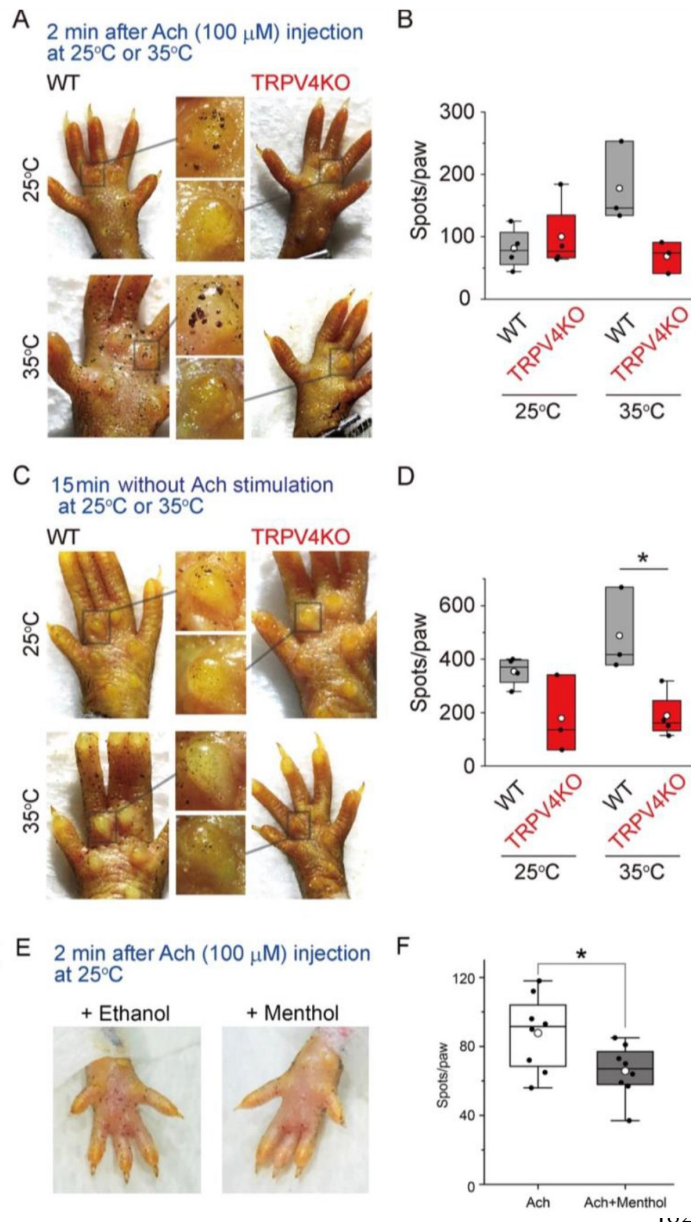 A
2 min after Ach (100 μM) injection
at 25°C or 35°C
WT
TRPV4KO
25°C
35°C
B
300
200
100
0
Spots/paw
WT
TRPV4KO
WT
TRPV4KO
25°C
35°C
C
15min without Ach stimulation
at 25°C or 35°C
WT
TRPV4KO
25°C
35°C
D
*
600
400
200
0
Spots/paw
WT
TRPV4KO
WT
TRPV4KO
25°C
35°C
E
2 min after Ach (100 μM) injection
at 25°C
+ Ethanol
+ Menthol
F
*
120
80
40
0
Spots/paw
Ach
Ach+Menthol